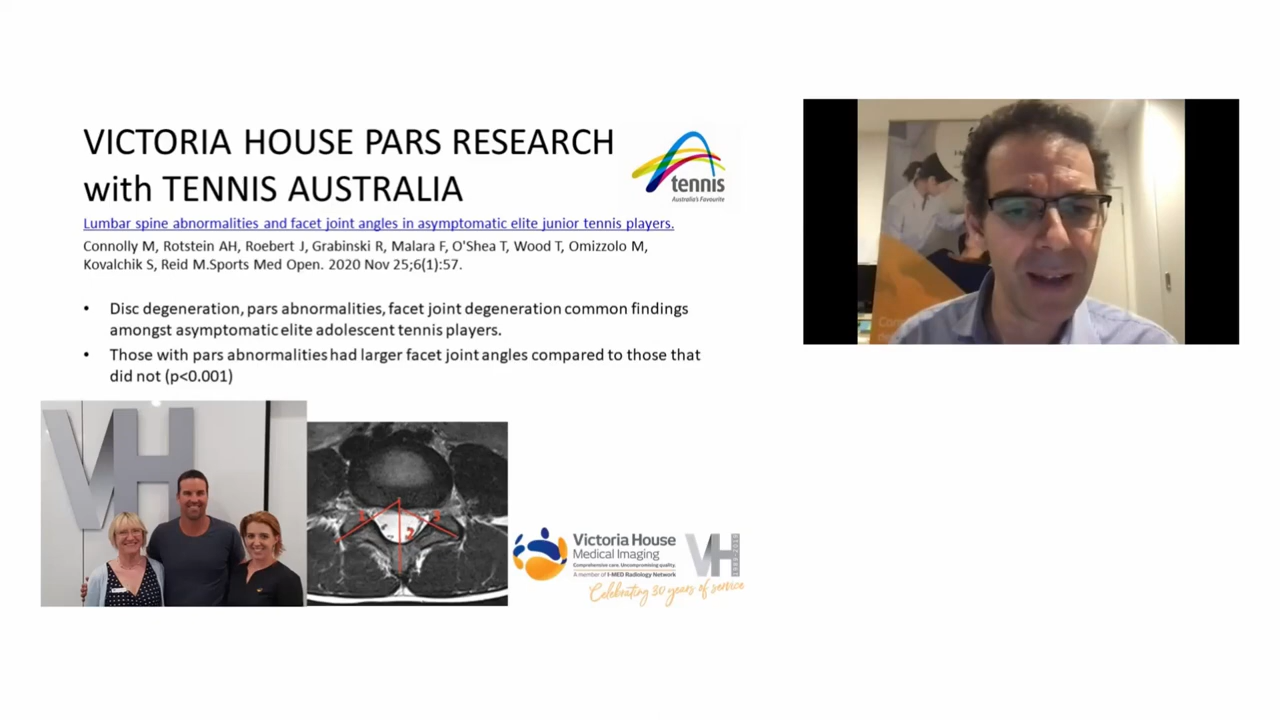 VICTORIA HOUSE PARS RESEARCH
with TENNIS AUSTRALIA
tennis
Australia's Favourite
Lumbar spine abnormalities and facet joint angles in asymptomatic elite junior tennis players.
Connolly M, Rotstein AH, Roebert J, Grabinski R, Malara F, O'Shea T, Wood T, Omizzolo M,
Kovalchik S, Reid M.Sports Med Open. 2020 Nov 25;6(1):57.
• Disc degeneration, pars abnormalities, facet joint degeneration common findings
amongst asymptomatic elite adolescent tennis players.
• Those with pars abnormalities had larger facet joint angles compared to those that
did not (p<0.001)
VH
1
2
3
Victoria House
Medical Imaging
Comprehensive care. Uncompromising quality.
A member of I-MED Radiology Network
VH
Celebrating 30 years of service